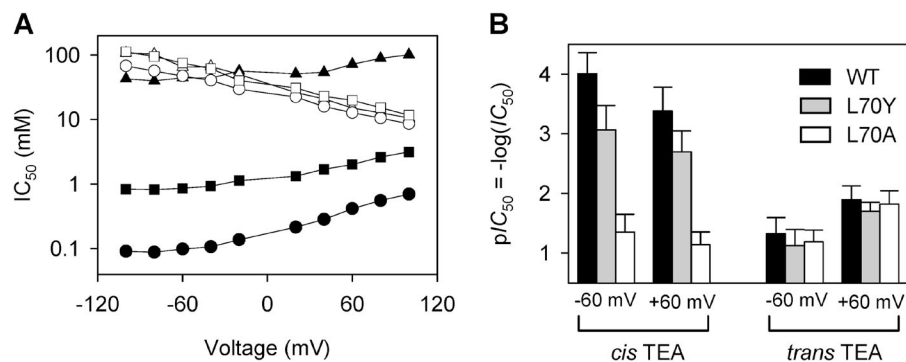 A
IC50 (mM)
100
10
1
0.1
-120
-60
0
60
120
Voltage (mV)
B
pIC50 = -log(IC50)
4
3
2
1
WT
L70Y
L70A
-60 mV
+60 mV
-60 mV
+60 mV
cis TEA
trans TEA